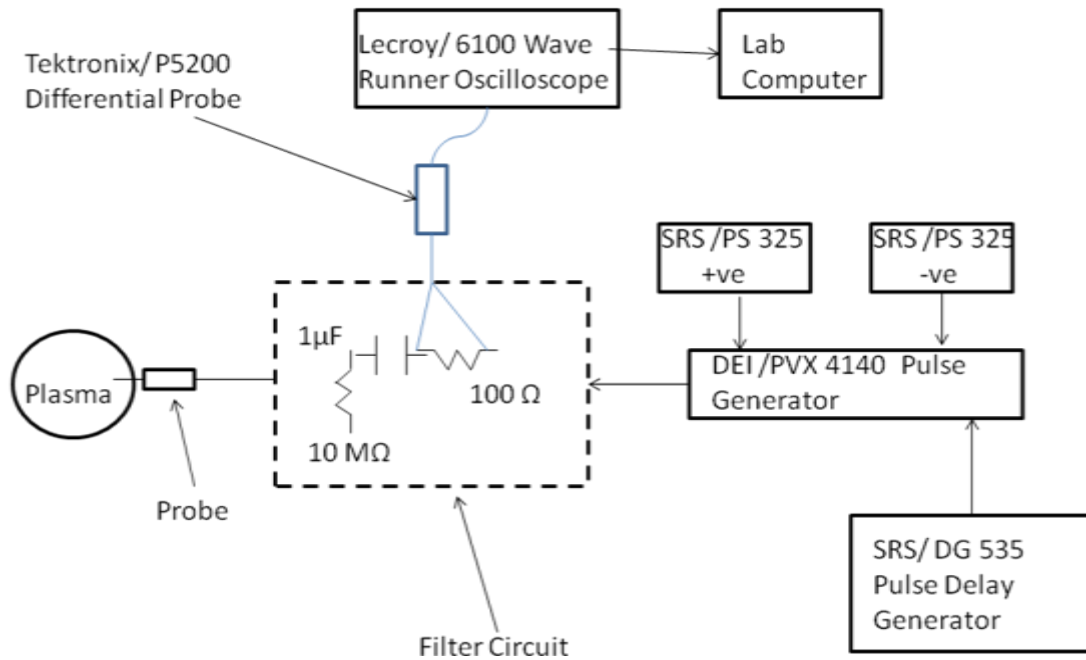 Lecroy/ 6100 Wave
Runner Oscilloscope
Lab
Computer
Tektronix/ P5200
Differential Probe
SRS /PS 325
+ve
SRS /PS 325
-ve
1µF
100 Ω
10 MΩ
DEI /PVX 4140 Pulse
Generator
Plasma
Probe
SRS/ DG 535
Pulse Delay
Generator
Filter Circuit